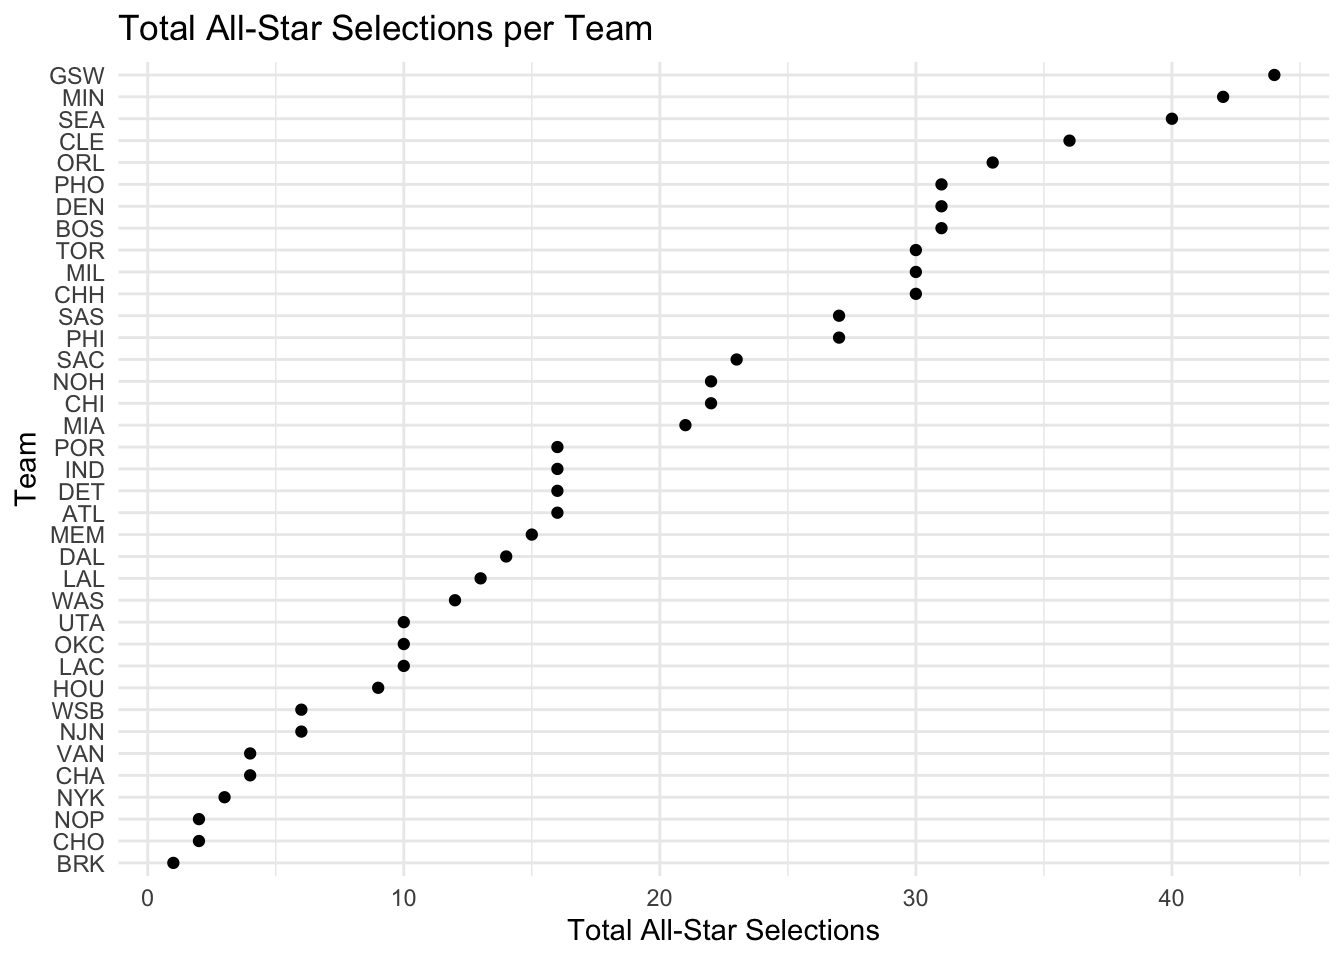 Total All-Star Selections per Team
GSW
MIN
SEA
CLE
ORL
PHO
DEN
BOS
TOR
MIL
CHH
SAS
PHI
SAC
NOH
CHI
MIA
POR
IND
DET
ATL
MEM
DAL
LAL
WAS
UTA
OKC
LAC
HOU
WSB
NJN
VAN
CHA
NYK
NOP
CHO
BRK
Team
0 10 20 30 40
Total All-Star Selections